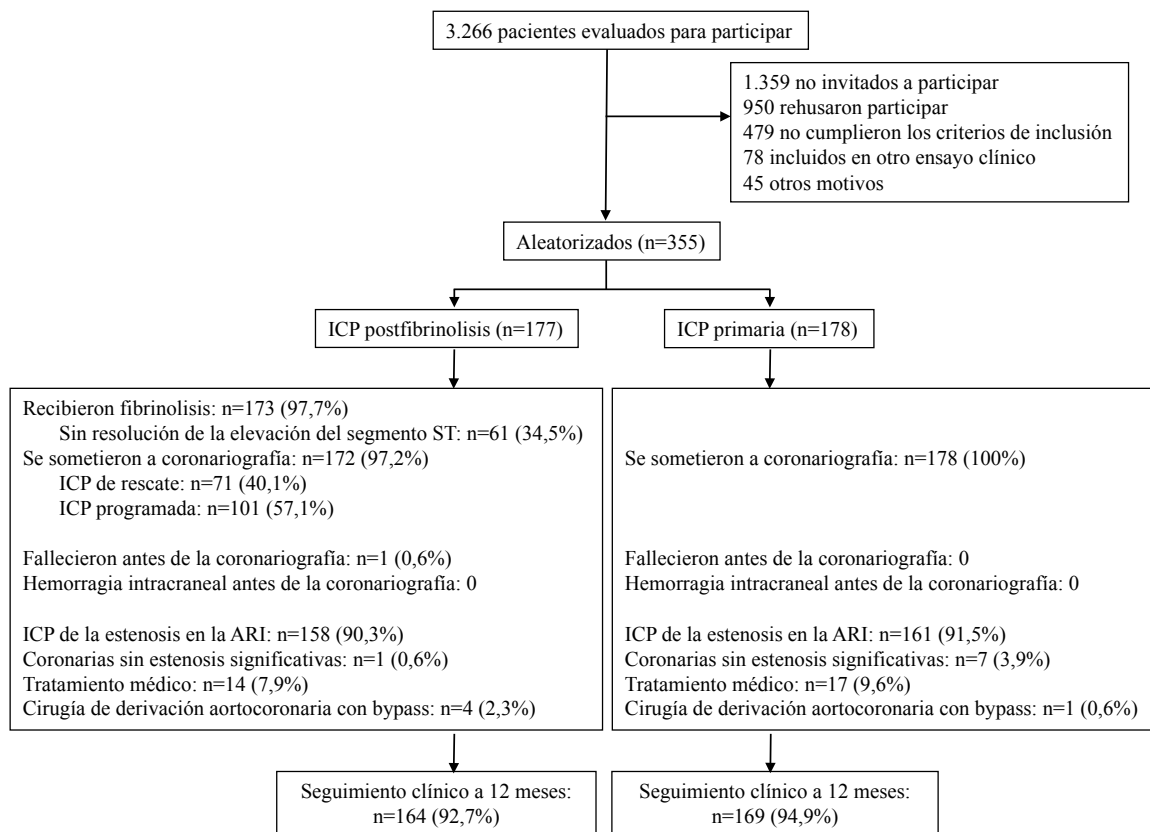 3.266 pacientes evaluados para participar
1.359 no invitados a participar
950 rehusaron participar
479 no cumplieron los criterios de inclusión
78 incluidos en otro ensayo clínico
45 otros motivos
Aleatorizados (n=355)
ICP postfibrinolisis (n=177)
ICP primaria (n=178)
Recibieron fibrinolisis: n=173 (97,7%)
Sin resolución de la elevación del segmento ST: n=61 (34,5%)
Se sometieron a coronariografía: n=172 (97,2%)
ICP de rescate: n=71 (40,1%)
ICP programada: n=101 (57,1%)
Fallecieron antes de la coronariografía: n=1 (0,6%)
Hemorragia intracraneal antes de la coronariografía: 0
ICP de la estenosis en la ARI: n=158 (90,3%)
Coronarias sin estenosis significativas: n=1 (0,6%)
Tratamiento médico: n=14 (7,9%)
Cirugía de derivación aortocoronaria con bypass: n=4 (2,3%)
Se sometieron a coronariografía: n=178 (100%)
Fallecieron antes de la coronariografía: 0
Hemorragia intracraneal antes de la coronariografía: 0
ICP de la estenosis en la ARI: n=161 (91,5%)
Coronarias sin estenosis significativas: n=7 (3,9%)
Tratamiento médico: n=17 (9,6%)
Cirugía de derivación aortocoronaria con bypass: n=1 (0,6%)
Seguimiento clínico a 12 meses:
n=164 (92,7%)
Seguimiento clínico a 12 meses:
n=169 (94,9%)